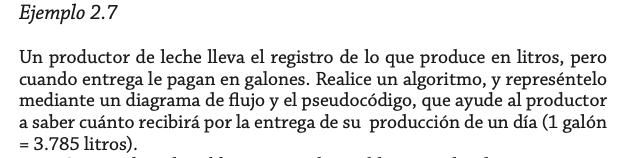 Ejemplo 2.7
Un productor de leche lleva el registro de lo que produce en litros, pero
cuando entrega le pagan en galones. Realice un algoritmo, y represéntelo
mediante un diagrama de flujo y el pseudocódigo, que ayude al productor
a saber cuánto recibirá por la entrega de su producción de un día (1 galón
= 3.785 litros).